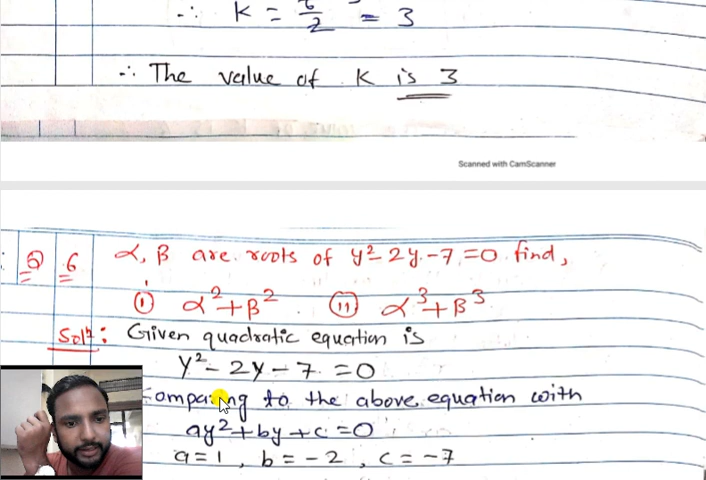 ∴ K = 6/2 = 3
∴ The value of K is 3
Scanned with CamScanner
Q 6 α, β are roots of y² - 2y - 7 = 0 find,
(i) α² + β² (ii) α³ + β³
Solⁿ: Given quadratic equation is
y² - 2y - 7 = 0
Comparing to the above equation with
ay² + by + c = 0
a = 1, b = -2, c = -7